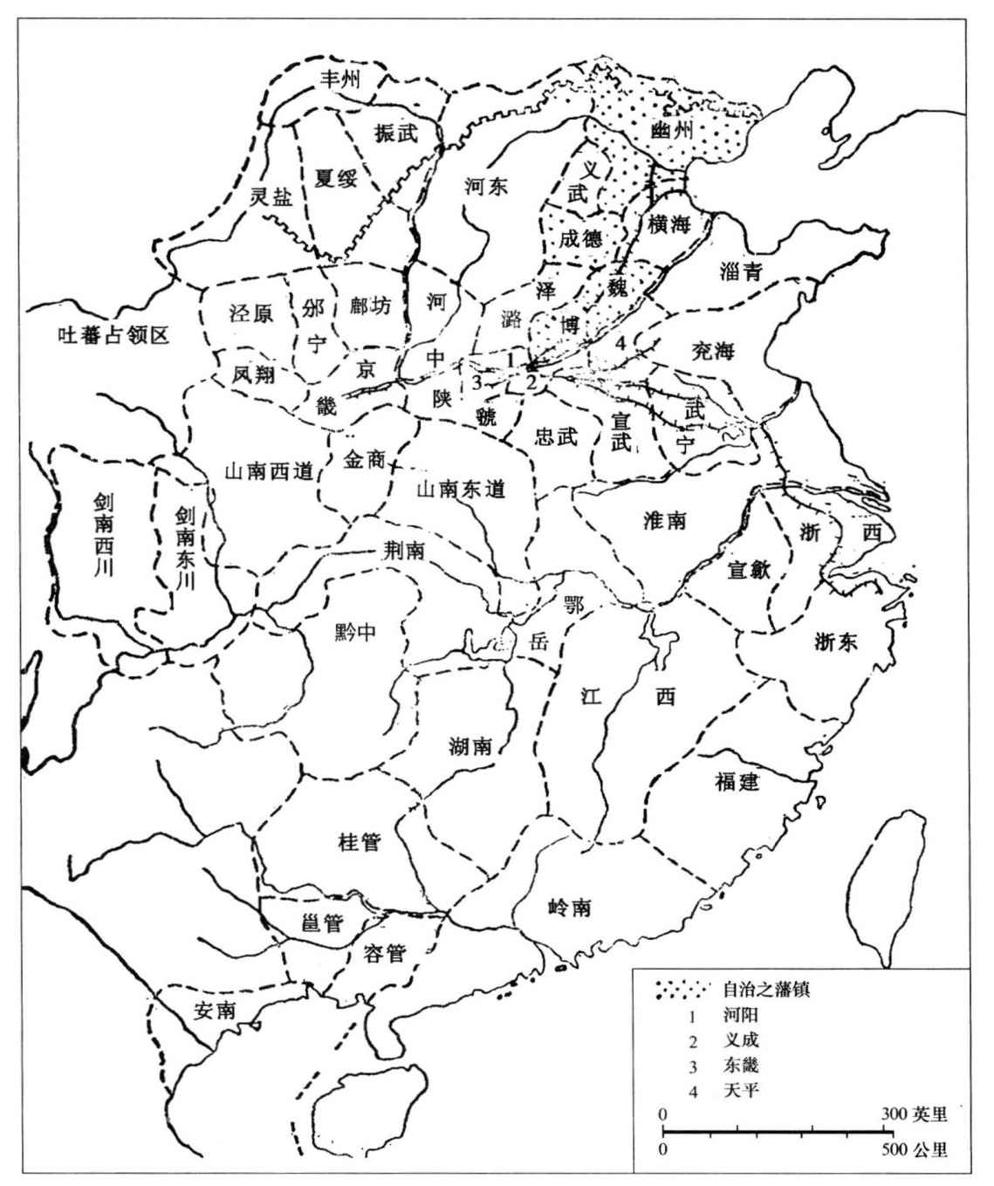 丰州
振武
幽州
夏绥
义武
灵盐
河东
成德
横海
淄青
泽潞
魏博
泾原
邠宁
鄜坊
河中
吐蕃占领区
4
兖海
1
凤翔
京畿
3
2
陕虢
忠武
宣武
武宁
山南西道
金商
山南东道
剑南西川
剑南东川
淮南
浙西
荆南
宣歙
鄂岳
黔中
浙东
江西
湖南
福建
桂管
岭南
邕管
容管
安南
自治之藩镇
1 河阳
2 义成
3 东畿
4 天平
0 300 英里
0 500 公里